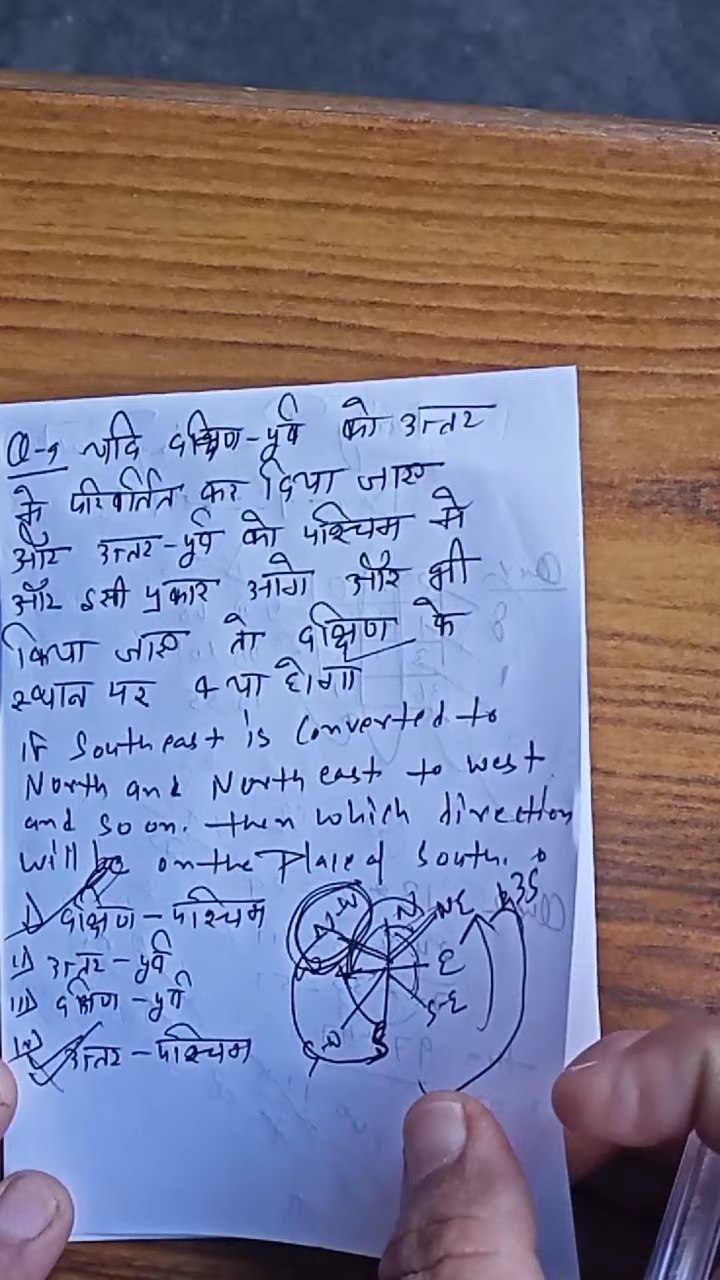 Q-1 यदि दक्षिण-पूर्व को उत्तर
मे परिवर्तित कर दिया जाए
और उत्तर-पूर्व को पश्चिम मे
और इसी प्रकार आगे और भी
किया जाए तो दक्षिण के
स्थान पर क्या होगा
if South east is Converted to
North and North east to west
and So on. then which direction
will be on the Place of South.
I) दक्षिण-पश्चिम
II) उत्तर-पूर्व
III) दक्षिण-पूर्व
IV) उत्तर-पश्चिम
N-W N NE
E
S-E
S-W S